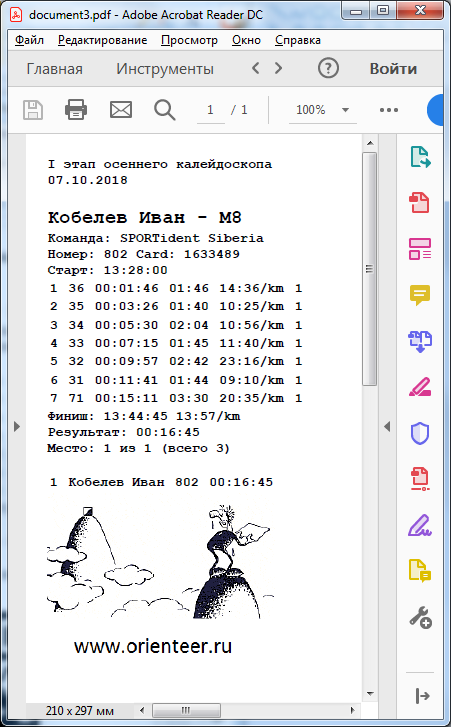 document3.pdf - Adobe Acrobat Reader DC
Файл Редактирование Просмотр Окно Справка
Главная Инструменты Войти
1 / 1 100%
I этап осеннего калейдоскопа
07.10.2018
Кобелев Иван - М8
Команда: SPORTident Siberia
Номер: 802 Card: 1633489
Старт: 13:28:00
1 36 00:01:46 01:46 14:36/km 1
2 35 00:03:26 01:40 10:25/km 1
3 34 00:05:30 02:04 10:56/km 1
4 33 00:07:15 01:45 11:40/km 1
5 32 00:09:57 02:42 23:16/km 1
6 31 00:11:41 01:44 09:10/km 1
7 71 00:15:11 03:30 20:35/km 1
Финиш: 13:44:45 13:57/km
Результат: 00:16:45
Место: 1 из 1 (всего 3)
1 Кобелев Иван 802 00:16:45
www.orienteer.ru
210 x 297 мм